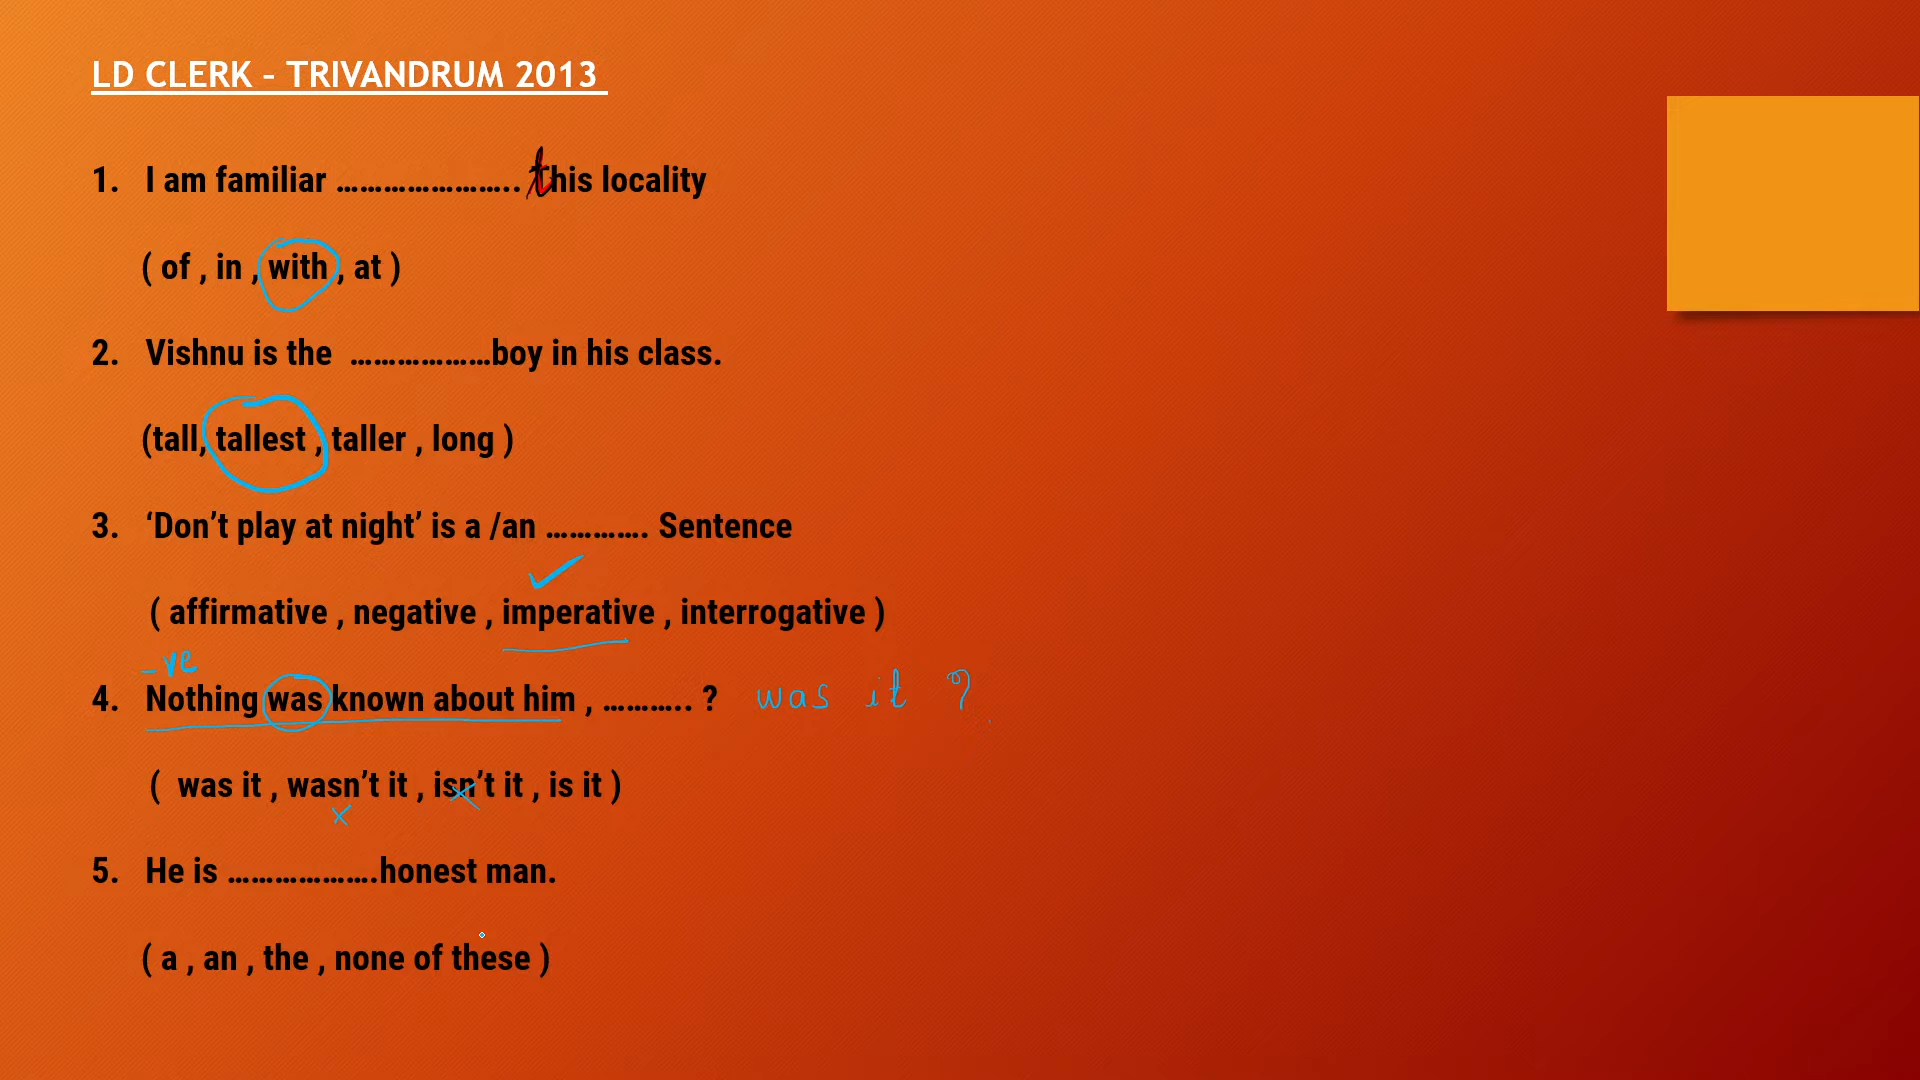 LD CLERK – TRIVANDRUM 2013
1. I am familiar ………………….. this locality
( of , in , with , at )
2. Vishnu is the ………………boy in his class.
(tall, tallest , taller , long )
3. ‘Don’t play at night’ is a /an …………. Sentence
( affirmative , negative , imperative , interrogative )
-ve
4. Nothing was known about him , ……….. ? was it ?
( was it , wasn’t it , isn’t it , is it )
5. He is ……………….honest man.
( a , an , the , none of these )